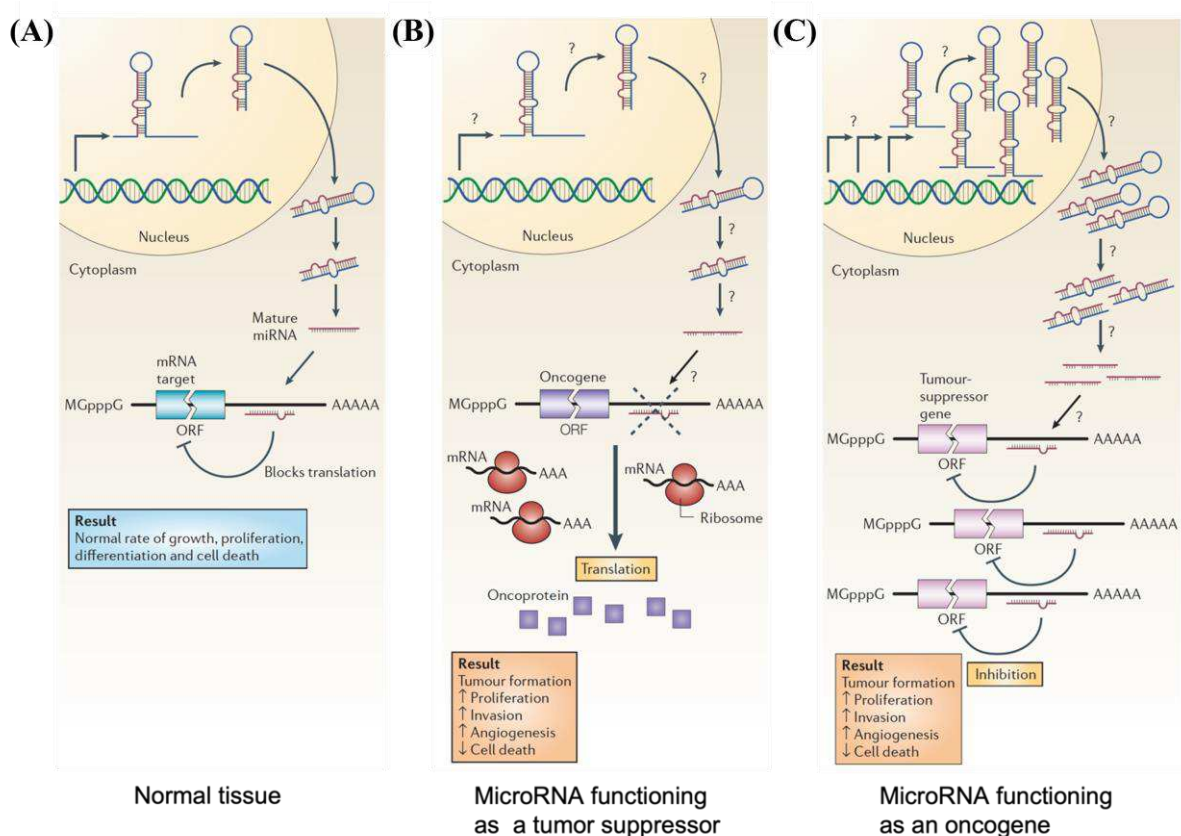 (A)
Nucleus
Cytoplasm
Mature
miRNA
mRNA
target
MGpppG
AAAAA
ORF
Blocks translation
Result
Normal rate of growth, proliferation,
differentiation and cell death
Normal tissue
(B)
?
?
?
Nucleus
Cytoplasm
?
?
Oncogene
?
MGpppG
AAAAA
ORF
mRNA
AAA
mRNA
AAA
mRNA
AAA
Ribosome
Translation
Oncoprotein
Result
Tumour formation
↑ Proliferation
↑ Invasion
↑ Angiogenesis
↓ Cell death
MicroRNA functioning
as a tumor suppressor
(C)
?
?
?
Nucleus
Cytoplasm
?
?
Tumour-
suppressor
gene
?
MGpppG
AAAAA
ORF
MGpppG
AAAAA
ORF
MGpppG
AAAAA
ORF
Inhibition
Result
Tumour formation
↑ Proliferation
↑ Invasion
↑ Angiogenesis
↓ Cell death
MicroRNA functioning
as an oncogene